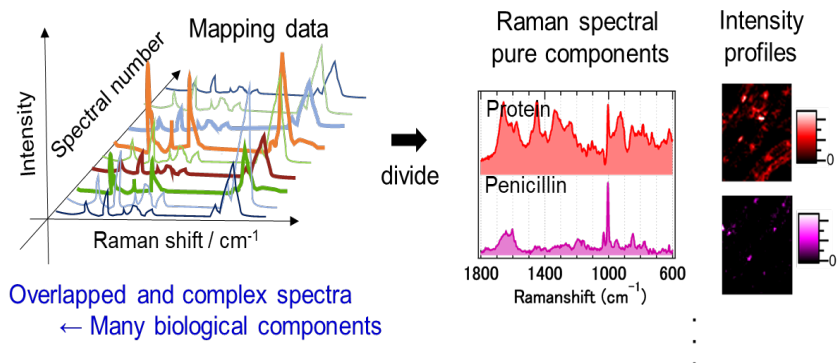 Mapping data
Intensity
Spectral number
Raman shift / cm-1
Overlapped and complex spectra
← Many biological components
divide
Raman spectral
pure components
Protein
Penicillin
1800 1400 1000 600
Ramanshift (cm-1)
Intensity
profiles
0
0